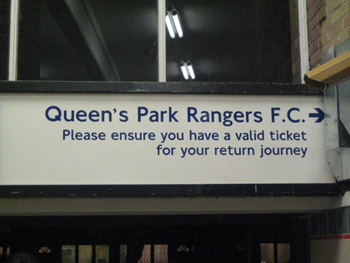 Queen's Park Rangers F.C.→
Please ensure you have a valid ticket
for your return journey